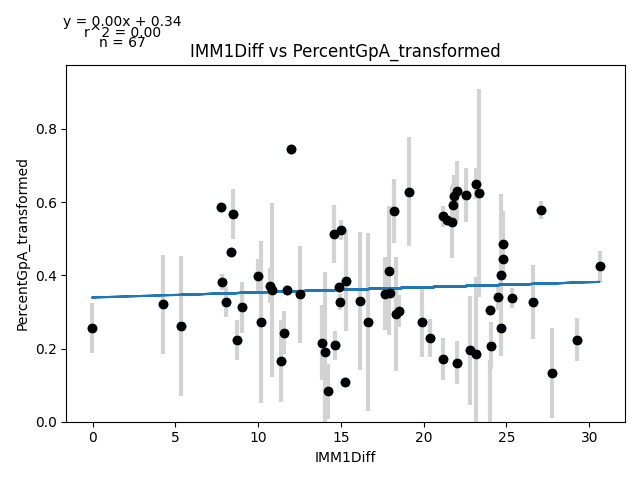 y = 0.00x + 0.34
r^2 = 0.00
n = 67
IMM1Diff vs PercentGpA_transformed
PercentGpA_transformed
0.8
0.6
0.4
0.2
0.0
0 5 10 15 20 25 30
IMM1Diff